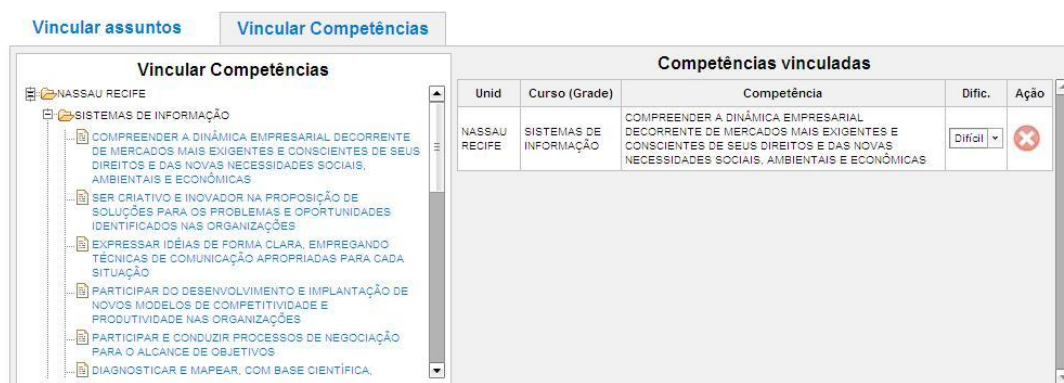 Vincular assuntos
Vincular Competências
Vincular Competências
NASSAU RECIFE
SISTEMAS DE INFORMAÇÃO
COMPREENDER A DINÂMICA EMPRESARIAL DECORRENTE
DE MERCADOS MAIS EXIGENTES E CONSCIENTES DE SEUS
DIREITOS E DAS NOVAS NECESSIDADES SOCIAIS,
AMBIENTAIS E ECONÔMICAS
SER CRIATIVO E INOVADOR NA PROPOSIÇÃO DE
SOLUÇÕES PARA OS PROBLEMAS E OPORTUNIDADES
IDENTIFICADOS NAS ORGANIZAÇÕES
EXPRESSAR IDÉIAS DE FORMA CLARA, EMPREGANDO
TÉCNICAS DE COMUNICAÇÃO APROPRIADAS PARA CADA
SITUAÇÃO
PARTICIPAR DO DESENVOLVIMENTO E IMPLANTAÇÃO DE
NOVOS MODELOS DE COMPETITIVIDADE E
PRODUTIVIDADE NAS ORGANIZAÇÕES
PARTICIPAR E CONDUZIR PROCESSOS DE NEGOCIAÇÃO
PARA O ALCANCE DE OBJETIVOS
DIAGNOSTICAR E MAPEAR, COM BASE CIENTÍFICA,
Competências vinculadas
Unid Curso (Grade) Competência Dific. Ação
NASSAU
RECIFE
SISTEMAS DE
INFORMAÇÃO
COMPREENDER A DINÂMICA EMPRESARIAL
DECORRENTE DE MERCADOS MAIS EXIGENTES E
CONSCIENTES DE SEUS DIREITOS E DAS NOVAS
NECESSIDADES SOCIAIS, AMBIENTAIS E ECONÔMICAS
Difícil